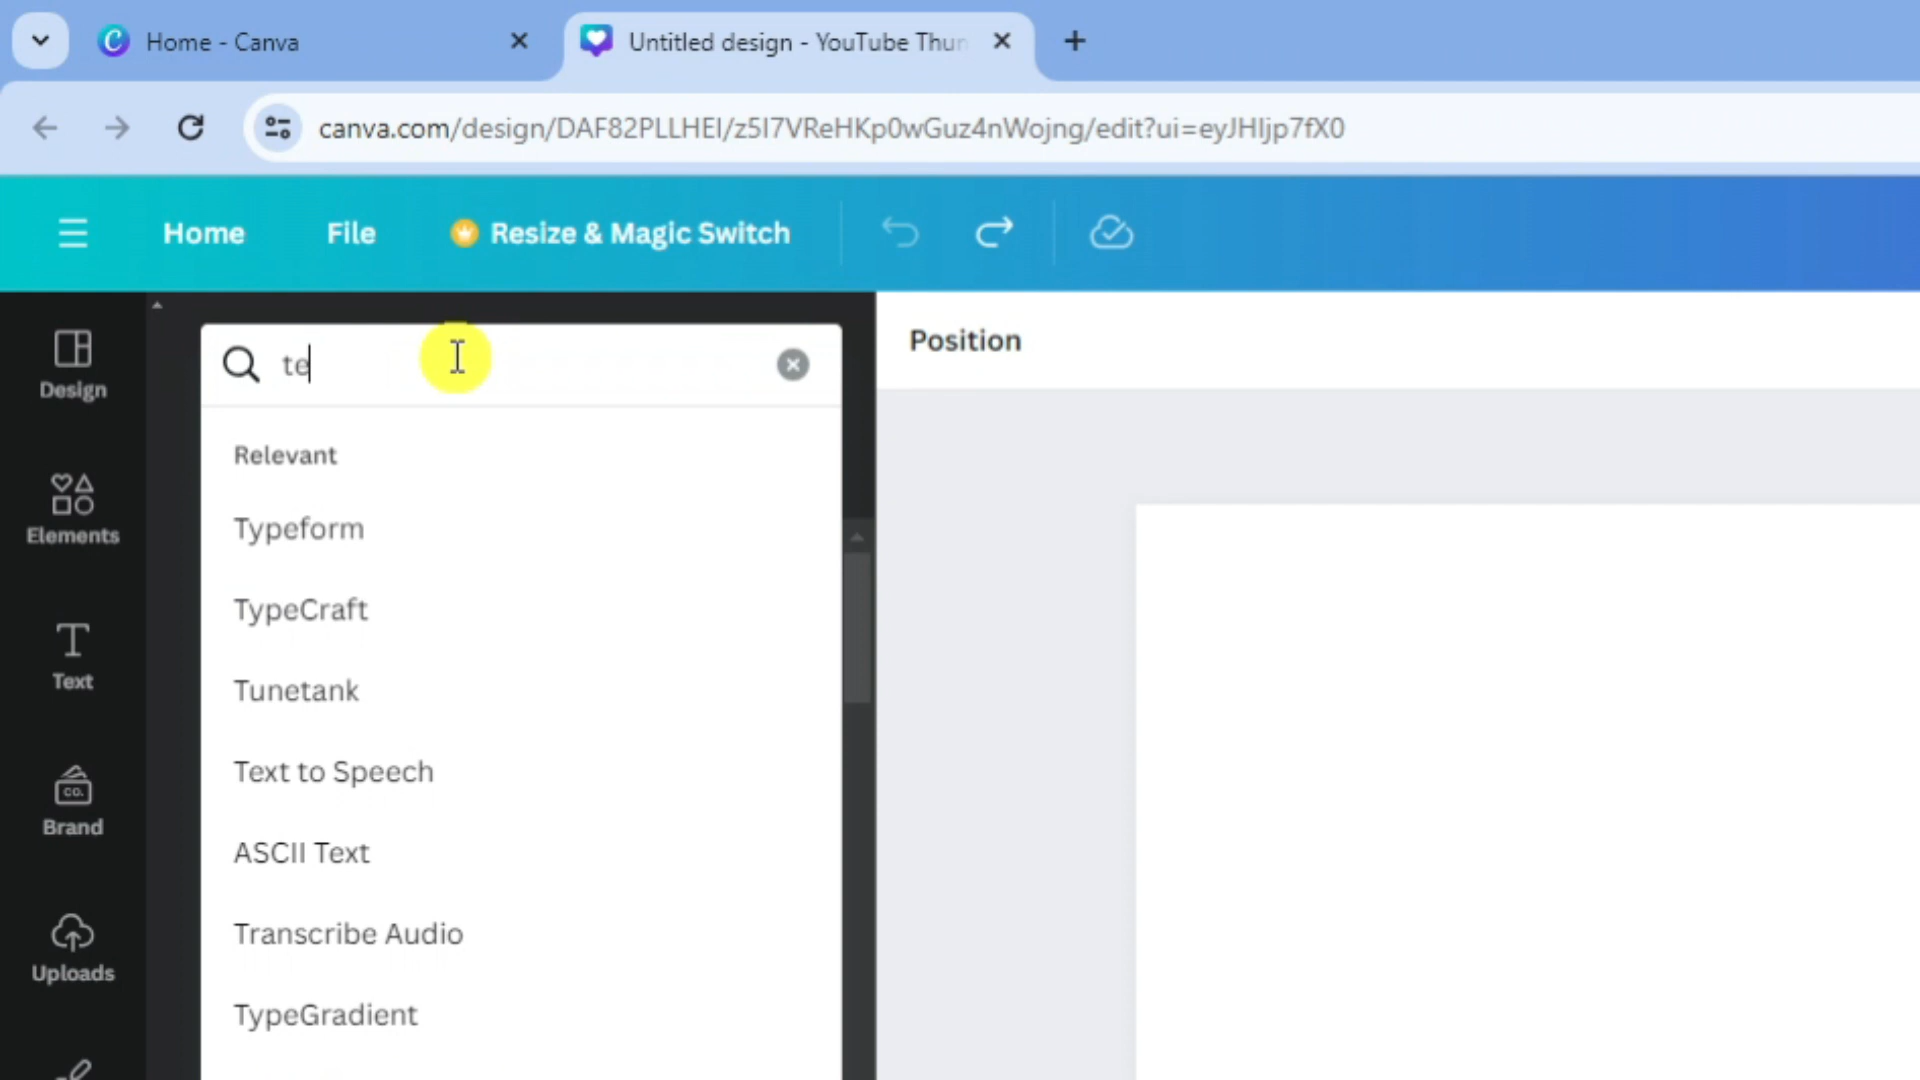 Home - Canva
Untitled design - YouTube Thun
canva.com/design/DAF82PLLHEI/z5I7VReHKp0wGuz4nWojng/edit?ui=eyJHIjp7fX0
Home File Resize & Magic Switch
Design
te
Position
Relevant
Elements
Typeform
TypeCraft
Text
Tunetank
Text to Speech
CO.
Brand
ASCII Text
Transcribe Audio
Uploads
TypeGradient